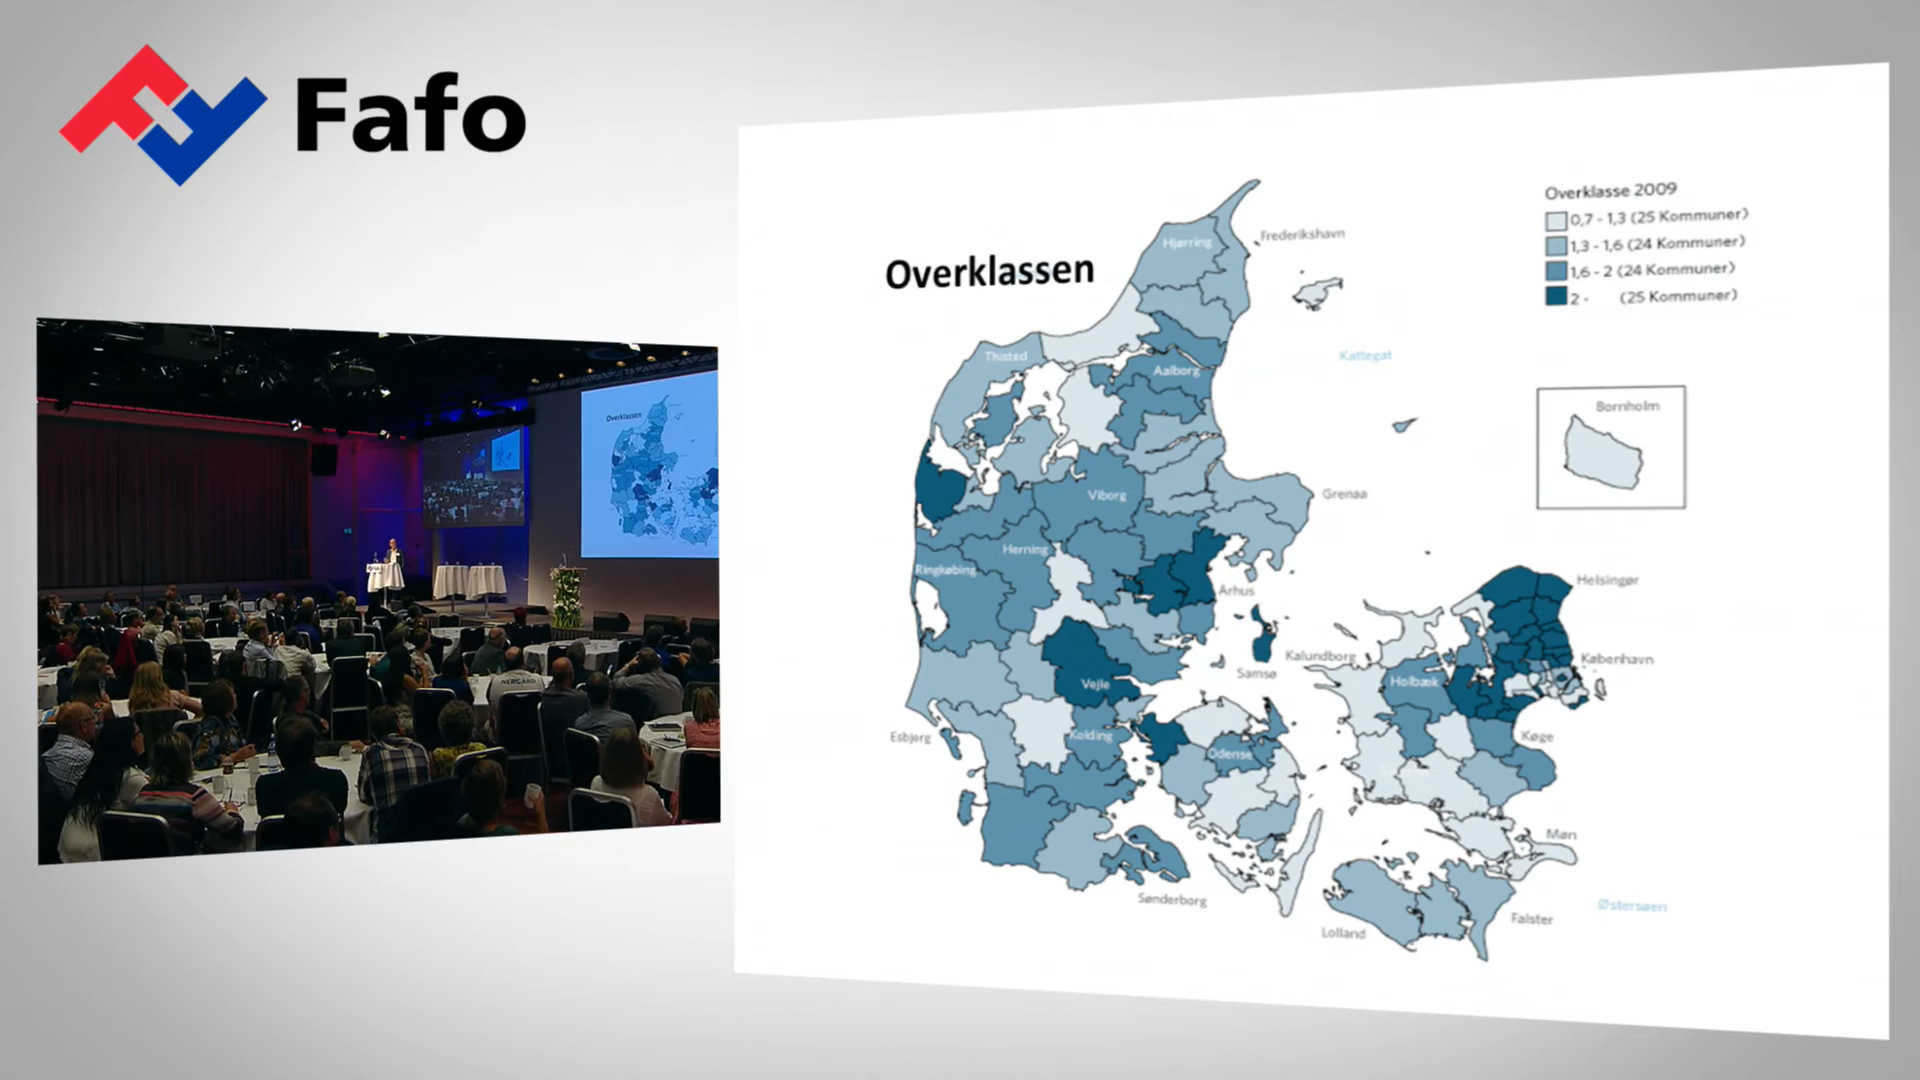 Fafo
Overklassen
Overklasse 2009
0,7 - 1,3 (25 Kommuner)
1,3 - 1,6 (24 Kommuner)
1,6 - 2 (24 Kommuner)
2 - (25 Kommuner)
Hjørring
Frederikshavn
Thisted
Kattegat
Aalborg
Bornholm
Viborg
Grenaa
Herning
Ringkøbing
Århus
Helsingør
Kalundborg
København
Samsø
Holbæk
Vejle
Esbjerg
Kolding
Odense
Køge
Møn
Sønderborg
Lolland
Falster
Østersøen
Overklassen
NERGÅRD